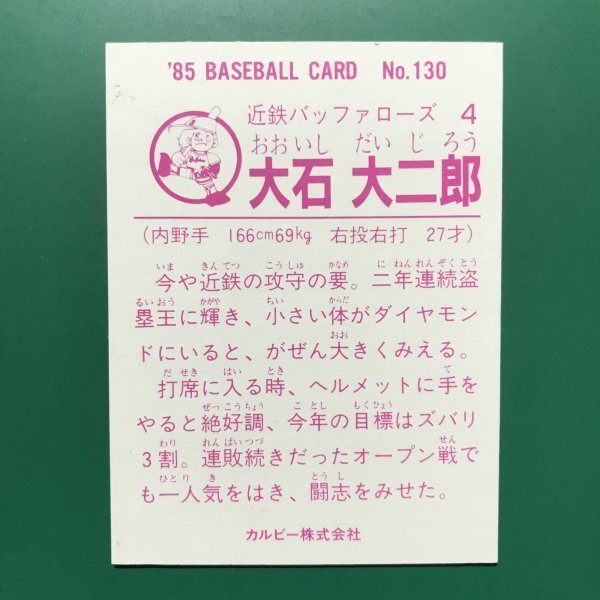 '85 BASEBALL CARD No.130
近鉄バッファローズ 4
おおいし だいじろう
大石 大二郎
(内野手 166cm69kg 右投右打 27才)
いま きんてつ こうしゅ かなめ に ねんれんぞくとう
今や近鉄の攻守の要。二年連続盗
るいおう かがや ちい からだ
塁王に輝き、小さい体がダイヤモン
おお
ドにいると、がぜん大きくみえる。
だ せき はい とき て
打席に入る時、ヘルメットに手を
ぜっこうちょう こ とし もくひょう
やると絶好調、今年の目標はズバリ
わり れんぱいつづ せん
3割。連敗続きだったオープン戦で
ひとり き とう し
も一人気をはき、闘志をみせた。
カルビー株式会社